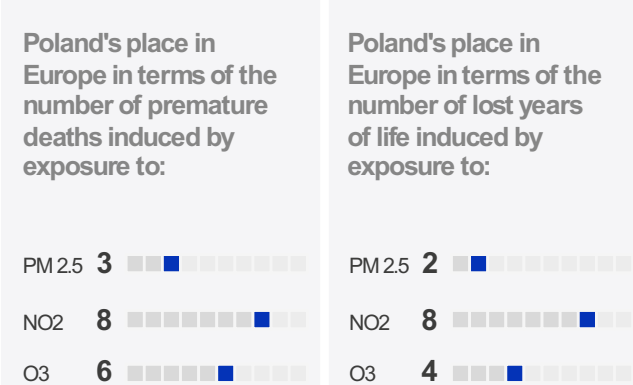 Poland's place in
Europe in terms of the
number of premature
deaths induced by
exposure to:
PM 2.5 3
NO2 8
O3 6
Poland's place in
Europe in terms of the
number of lost years
of life induced by
exposure to:
PM 2.5 2
NO2 8
O3 4